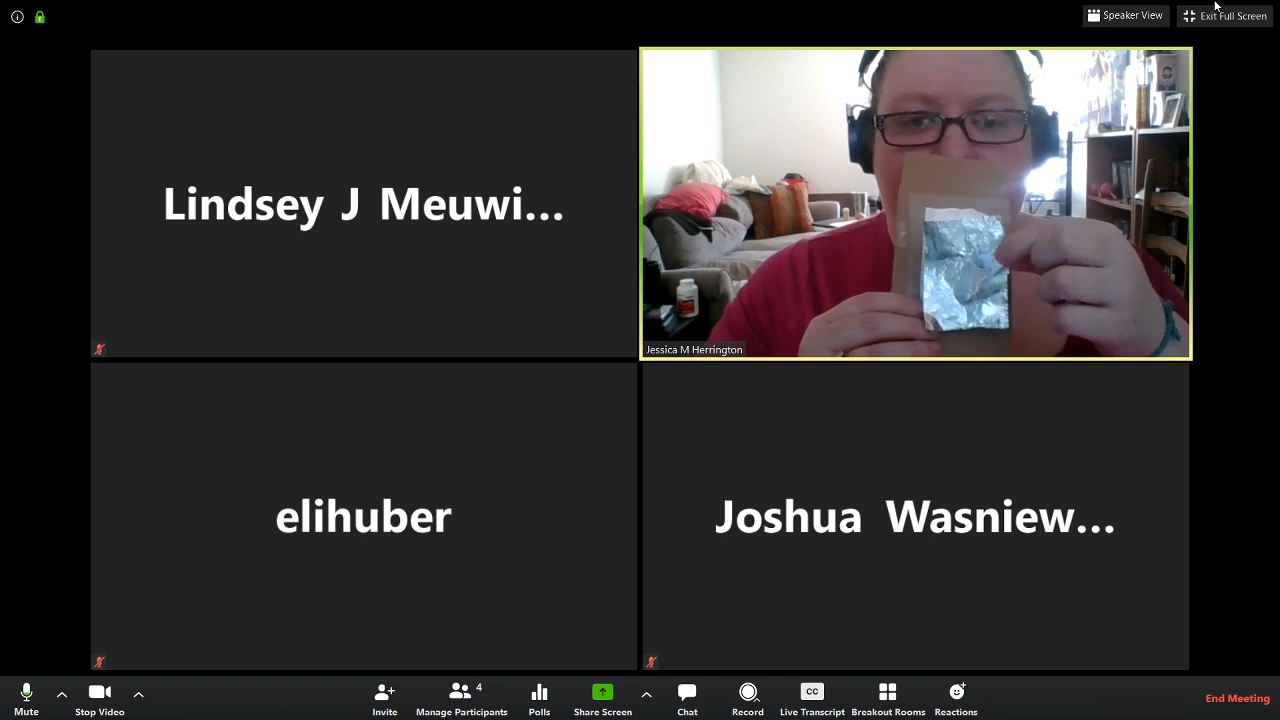 Speaker View
Exit Full Screen
Lindsey J Meuwi...
Jessica M Herrington
elihuber
Joshua Wasniew...
Mute
Stop Video
Invite
4
Manage Participants
Polls
Share Screen
Chat
Record
CC
Live Transcript
Breakout Rooms
Reactions
End Meeting